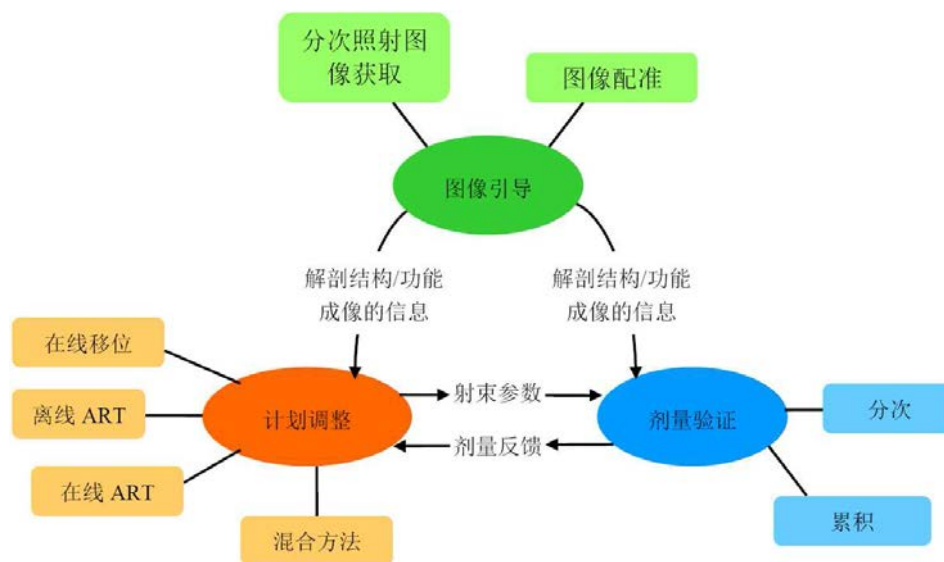 分次照射图
像获取
图像配准
图像引导
解剖结构/功能
成像的信息
解剖结构/功能
成像的信息
在线移位
离线 ART
在线 ART
混合方法
计划调整
射束参数
剂量反馈
剂量验证
分次
累积